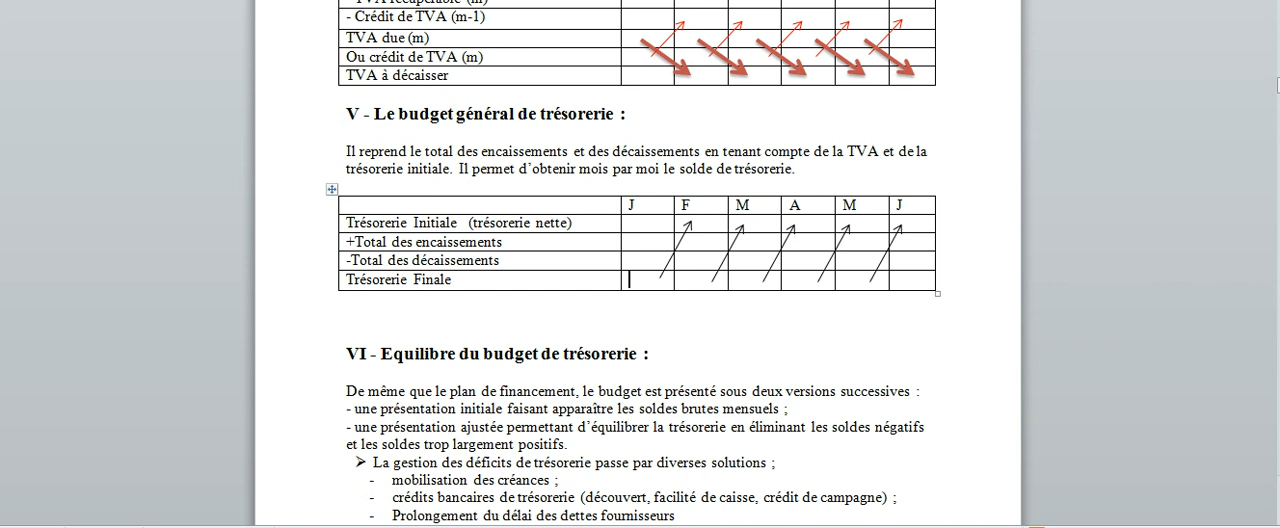 - Crédit de TVA (m-1)
TVA due (m)
Ou crédit de TVA (m)
TVA à décaisser
V - Le budget général de trésorerie :
Il reprend le total des encaissements et des décaissements en tenant compte de la TVA et de la
trésorerie initiale. Il permet d'obtenir mois par moi le solde de trésorerie.
J F M A M J
Trésorerie Initiale (trésorerie nette)
+Total des encaissements
-Total des décaissements
Trésorerie Finale
VI - Equilibre du budget de trésorerie :
De même que le plan de financement, le budget est présenté sous deux versions successives :
- une présentation initiale faisant apparaître les soldes brutes mensuels ;
- une présentation ajustée permettant d'équilibrer la trésorerie en éliminant les soldes négatifs
et les soldes trop largement positifs.
➢ La gestion des déficits de trésorerie passe par diverses solutions ;
- mobilisation des créances ;
- crédits bancaires de trésorerie (découvert, facilité de caisse, crédit de campagne) ;
- Prolongement du délai des dettes fournisseurs